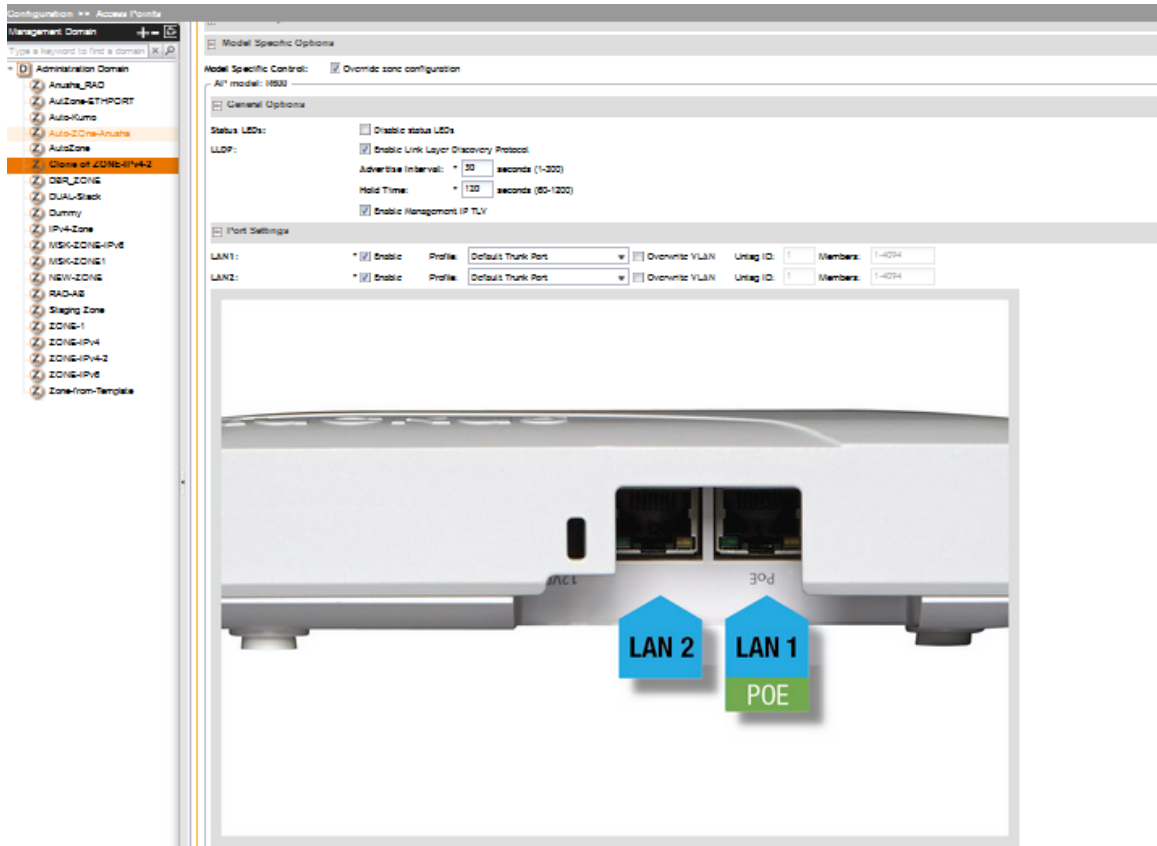 Configuration >> Access Points
Management Domain
Type a keyword to find a domain
D Administration Domain
Z Anusha_RAD
Z AutZone-ETHPORT
Z Auto-Kumo
Z Auto-ZOne-Anusha
Z AutoZone
Z Clone of ZONE-IPv4-2
Z DBR_ZONE
Z DUAL-Stack
Z Dummy
Z IPv4-Zone
Z MSK-ZONE-IPv6
Z MSK-ZONE1
Z NEW-ZONE
Z RAD-AB
Z Staging Zone
Z ZONE-1
Z ZONE-IPv4
Z ZONE-IPv4-2
Z ZONE-IPv6
Z Zone-from-Template
Model Specific Options
Model Specific Control: Override zone configuration
AP model: R600
General Options
Status LEDs: Disable status LEDs
LLDP: Enable Link Layer Discovery Protocol
Advertise Interval: * 30 seconds (1-300)
Hold Time: * 120 seconds (60-1200)
Enable Management IP TLV
Port Settings
LAN1: * Enable Profile: Default Trunk Port Overwrite VLAN Untag ID: 1 Members: 1-4094
LAN2: * Enable Profile: Default Trunk Port Overwrite VLAN Untag ID: 1 Members: 1-4094
PoE
LAN 2 LAN 1
POE